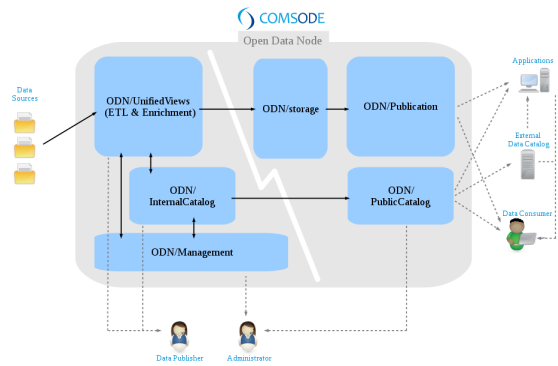 COMSODE
Open Data Node
Applications
Data
Sources
ODN/UnifiedViews
(ETL & Enrichment)
ODN/storage
ODN/Publication
External
Data Catalog
ODN/
InternalCatalog
ODN/
PublicCatalog
Data Consumer
ODN/Management
Data Publisher
Administrator